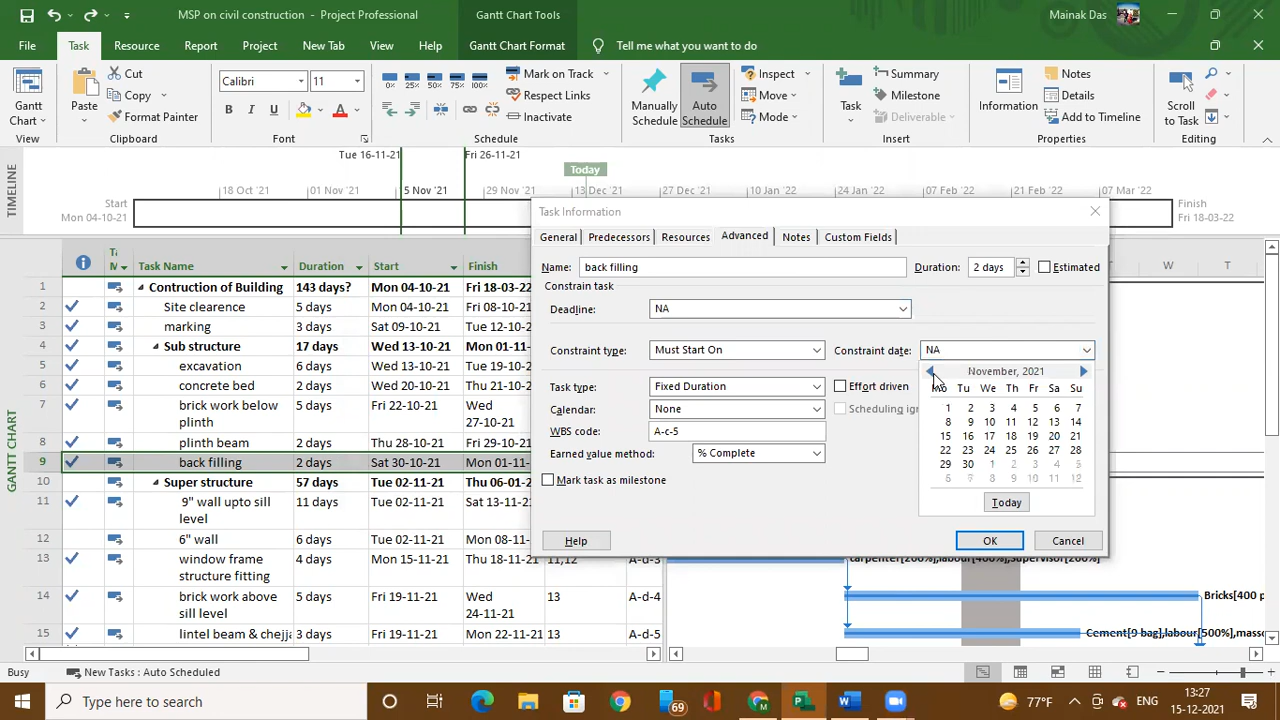 MSP on civil construction - Project Professional
Gantt Chart Tools
Mainak Das
File Task Resource Report Project New Tab View Help Gantt Chart Format Tell me what you want to do
Gantt Chart
View
Paste
Cut
Copy
Format Painter
Clipboard
Calibri 11
B I U A
Font
0% 25% 50% 75% 100%
Mark on Track
Respect Links
Inactivate
Schedule
Manually Schedule
Auto Schedule
Inspect
Move
Mode
Tasks
Task
Summary
Milestone
Deliverable
Insert
Information
Notes
Details
Add to Timeline
Properties
Scroll to Task
Editing
TIMELINE
Tue 16-11-21 Fri 26-11-21
Today
18 Oct '21 01 Nov '21 5 Nov '21 29 Nov '21 13 Dec '21 27 Dec '21 10 Jan '22 24 Jan '22 07 Feb '22 21 Feb '22 07 Mar '22
Start
Mon 04-10-21
Finish
Fri 18-03-22
GANTT CHART
Task Name Duration Start Finish
1 Contruction of Building 143 days? Mon 04-10-21 Fri 18-03-22
2 Site clearence 5 days Mon 04-10-21 Fri 08-10-21
3 marking 3 days Sat 09-10-21 Tue 12-10-21
4 Sub structure 17 days Wed 13-10-21 Mon 01-11-
5 excavation 6 days Wed 13-10-21 Tue 19-10-21
6 concrete bed 2 days Wed 20-10-21 Thu 21-10-
7 brick work below plinth 5 days Fri 22-10-21 Wed 27-10-21
8 plinth beam 2 days Thu 28-10-21 Fri 29-10-21
9 back filling 2 days Sat 30-10-21 Mon 01-11-
10 Super structure 57 days Tue 02-11-21 Thu 06-01-
11 9" wall upto sill level 11 days Tue 02-11-21 Sat 13-11-21
12 6" wall 6 days Tue 02-11-21 Mon 08-11-
13 window frame structure fitting 4 days Mon 15-11-21 Thu 18-11-21 11,12 A-d-3
14 brick work above sill level 5 days Fri 19-11-21 Wed 24-11-21 13 A-d-4
15 lintel beam & chejja 3 days Fri 19-11-21 Mon 22-11-21 13 A-d-5
W T
carpenter[200%],labour[400%],supervisor[200%]
Bricks[400 p
Cement[9 bag],labour[500%],maso
Task Information
General Predecessors Resources Advanced Notes Custom Fields
Name: back filling Duration: 2 days Estimated
Constrain task
Deadline: NA
Constraint type: Must Start On Constraint date: NA
Task type: Fixed Duration Effort driven
Calendar: None Scheduling ign
WBS code: A-c-5
Earned value method: % Complete
Mark task as milestone
November, 2021
Mo Tu We Th Fr Sa Su
1 2 3 4 5 6 7
8 9 10 11 12 13 14
15 16 17 18 19 20 21
22 23 24 25 26 27 28
29 30 1 2 3 4 5
6 7 8 9 10 11 12
Today
Help OK Cancel
Busy New Tasks : Auto Scheduled
Type here to search
69
77°F
ENG
13:27
15-12-2021